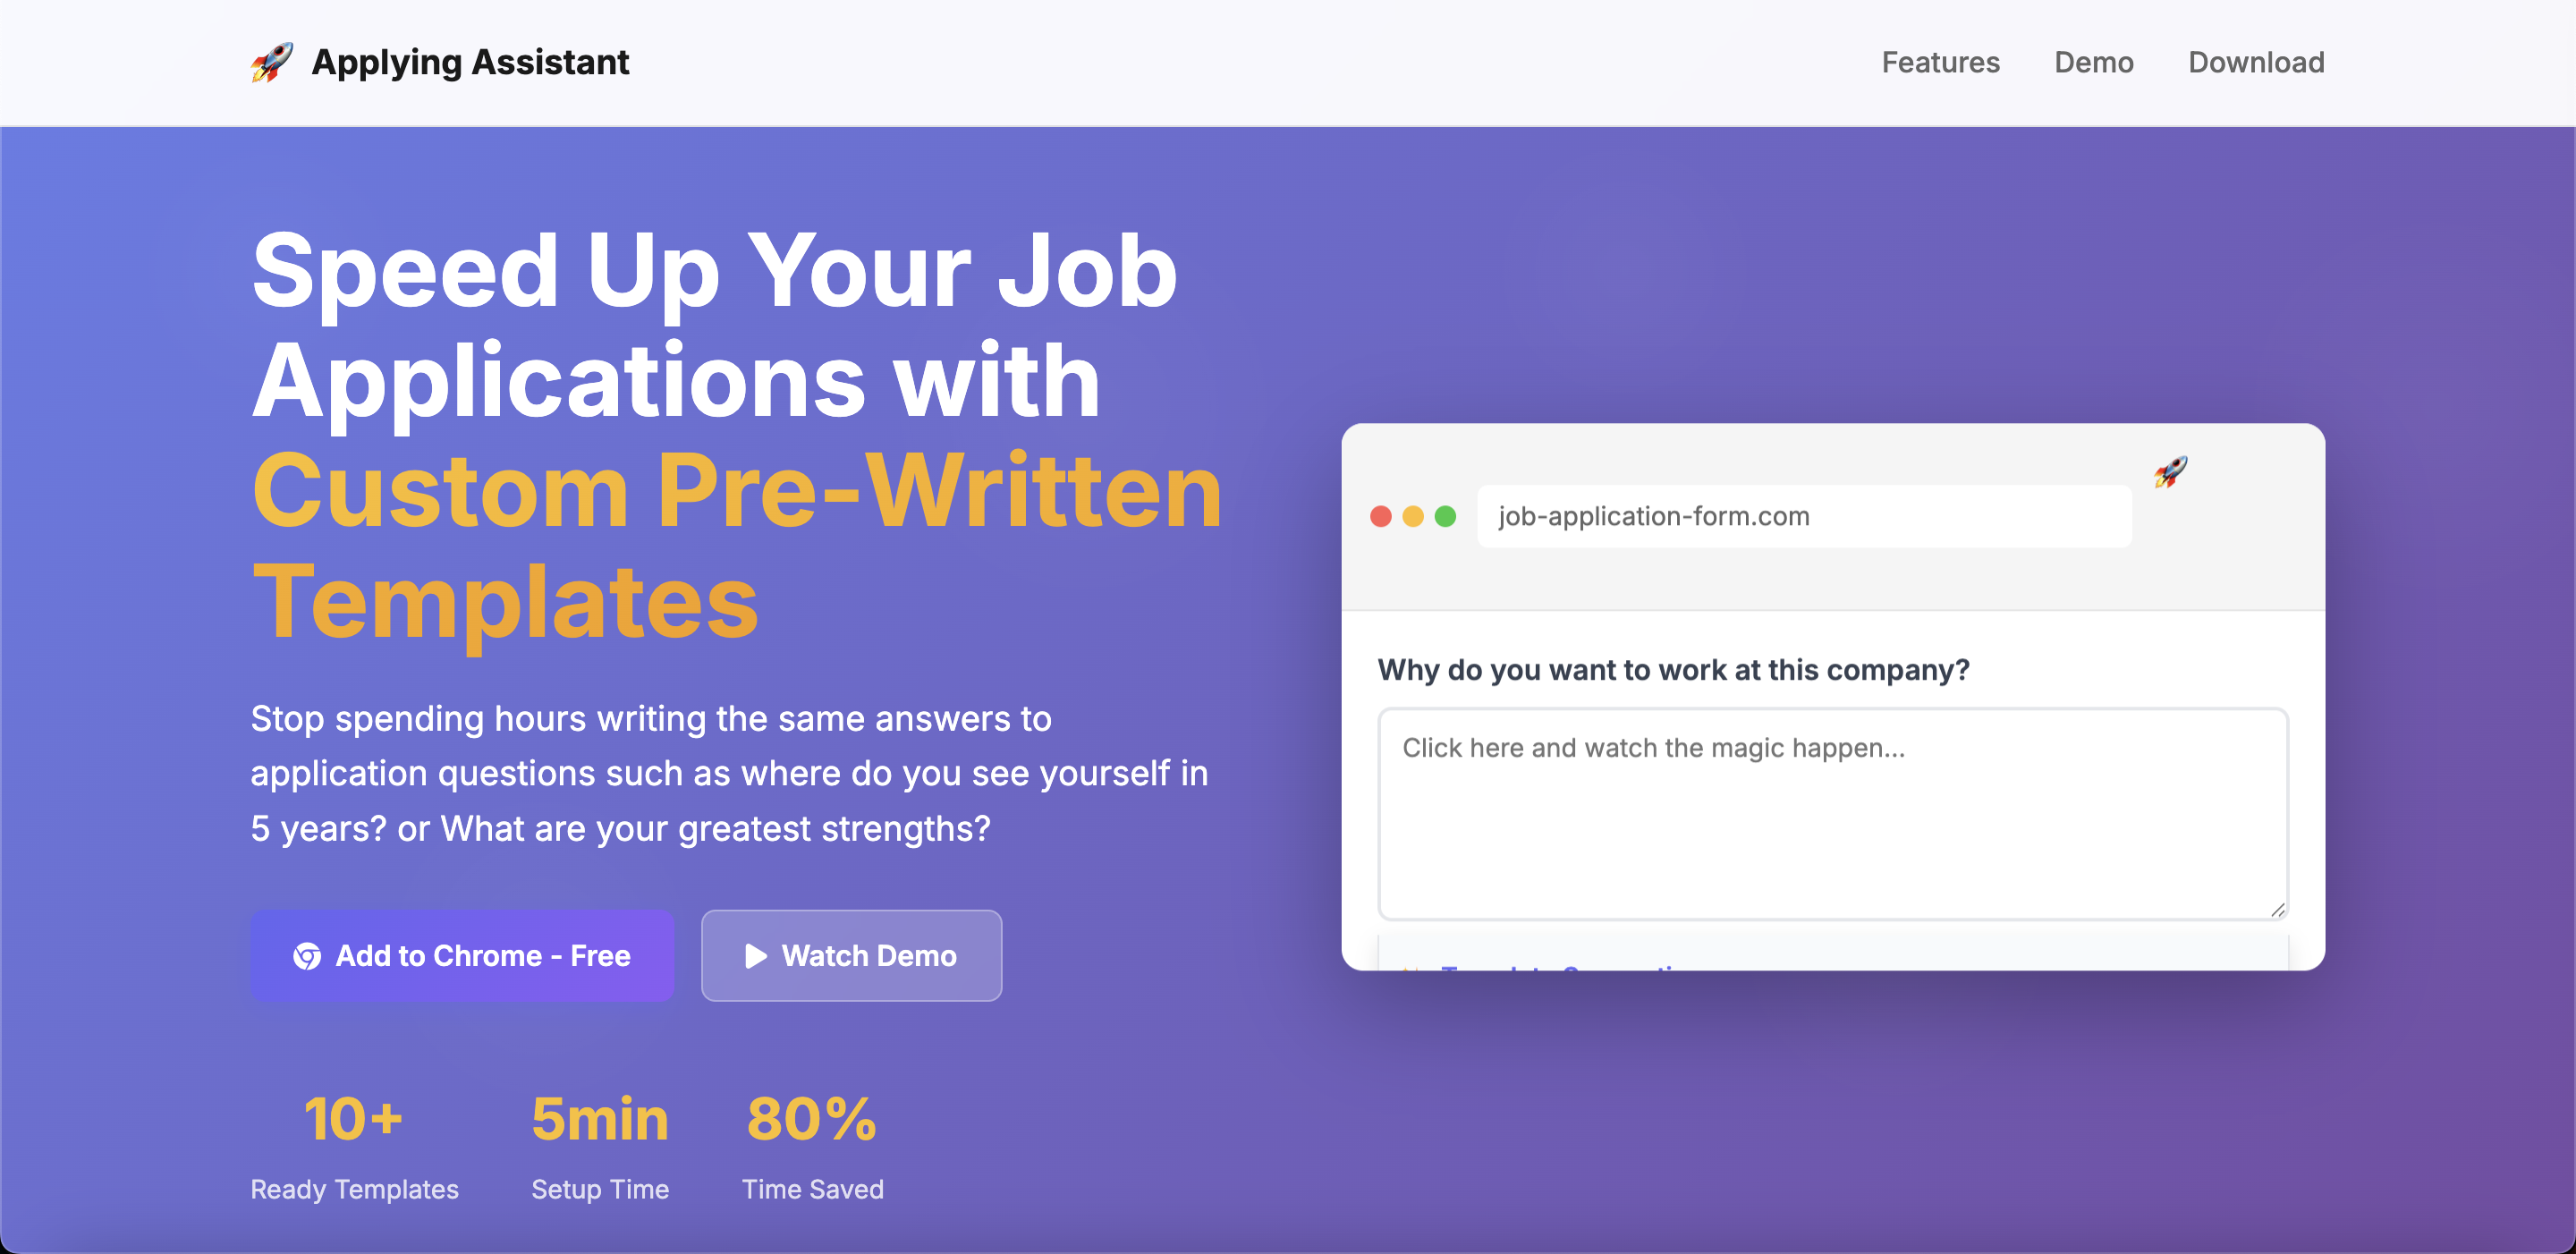 Applying Assistant
Features
Demo
Download
Speed Up Your Job
Applications with
Custom Pre-Written
Templates
Stop spending hours writing the same answers to
application questions such as where do you see yourself in
5 years? or What are your greatest strengths?
Add to Chrome - Free
Watch Demo
10+
Ready Templates
5min
Setup Time
80%
Time Saved
job-application-form.com
Why do you want to work at this company?
Click here and watch the magic happen...